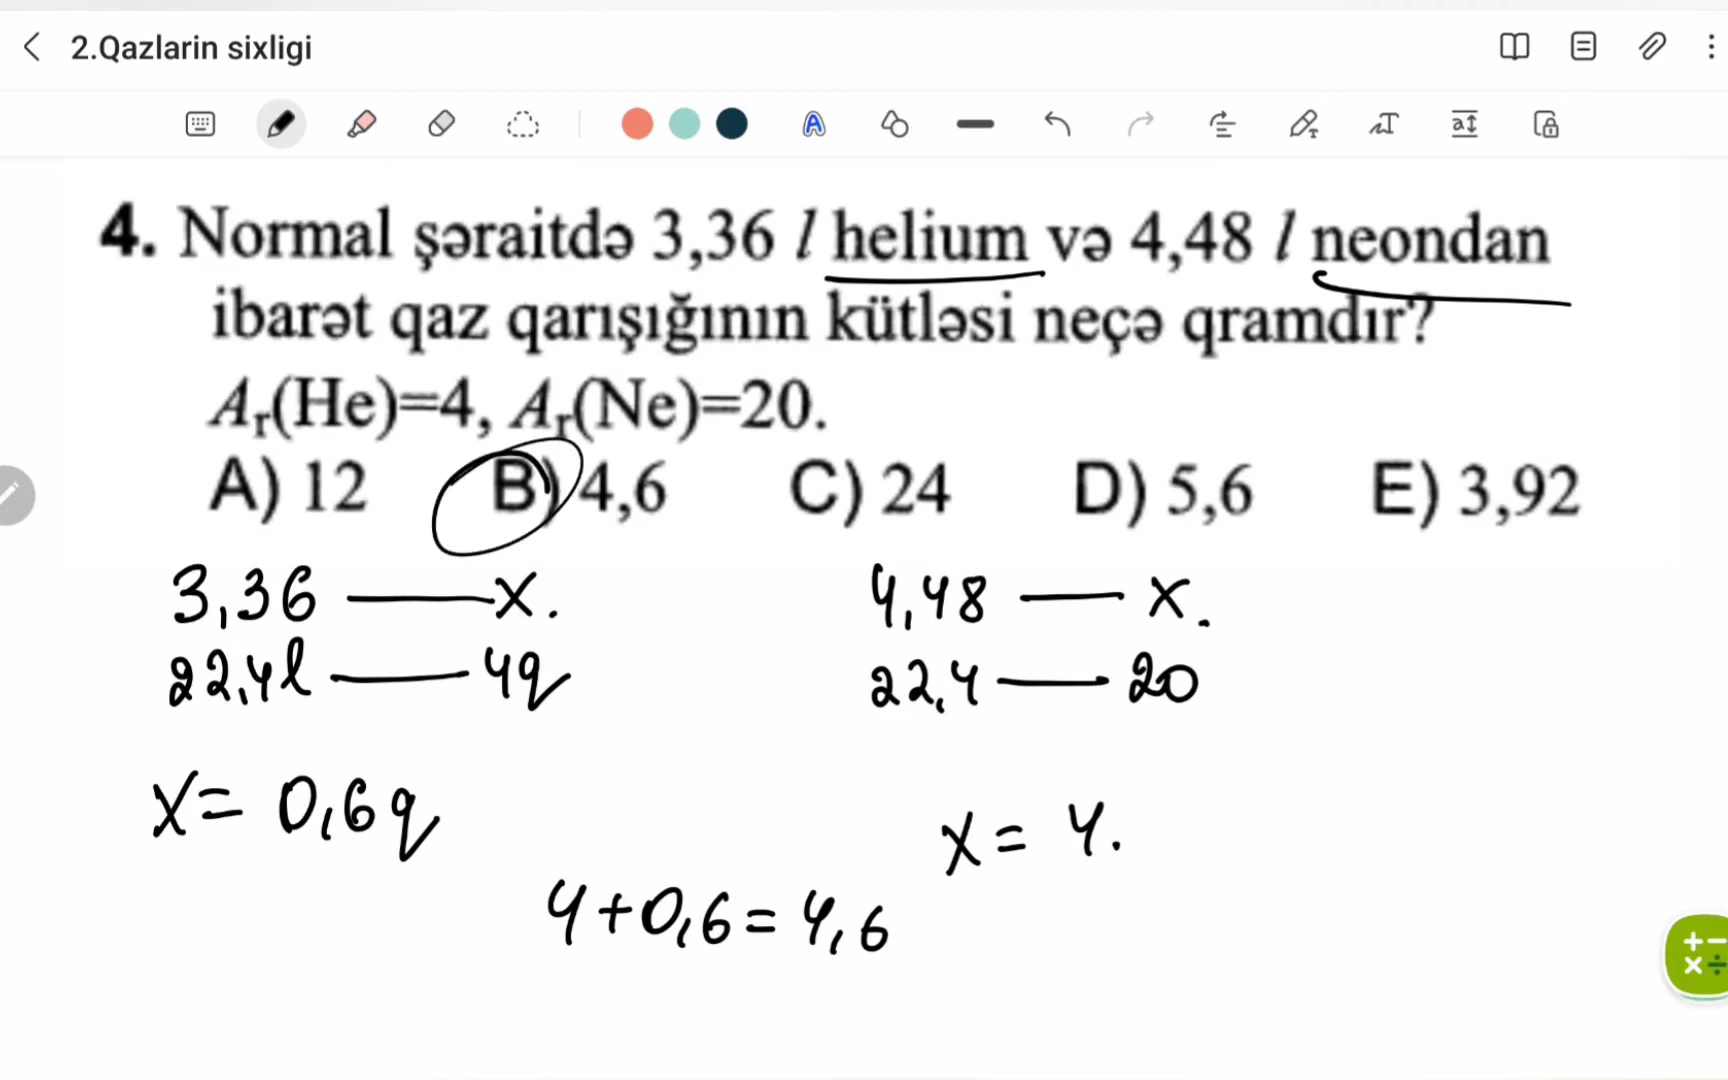 2.Qazlarin sixligi
4. Normal şəraitdə 3,36 l helium və 4,48 l neondan
ibarət qaz qarışığının kütləsi neçə qramdır?
Aᵣ(He)=4, Aᵣ(Ne)=20.
A) 12 B) 4,6 C) 24 D) 5,6 E) 3,92
3,36 — x.
22,4l — 4q
x = 0,6q
4,48 — x.
22,4 — 20
x = 4.
4+0,6=4,6